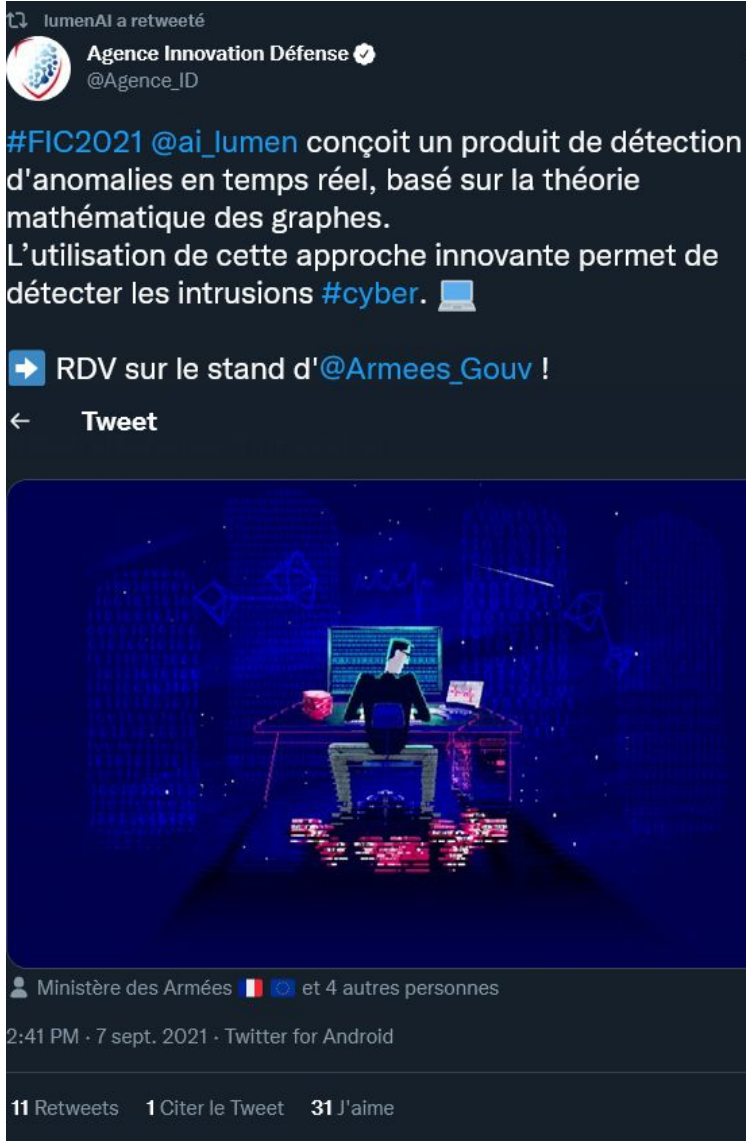 lumenAI a retweeté
Agence Innovation Défense
@Agence_ID
#FIC2021 @ai_lumen conçoit un produit de détection
d'anomalies en temps réel, basé sur la théorie
mathématique des graphes.
L’utilisation de cette approche innovante permet de
détecter les intrusions #cyber. 💻
➡️ RDV sur le stand d'@Armees_Gouv !
← Tweet
Ministère des Armées 🇫🇷 🇪🇺 et 4 autres personnes
2:41 PM · 7 sept. 2021 · Twitter for Android
11 Retweets 1 Citer le Tweet 31 J'aime